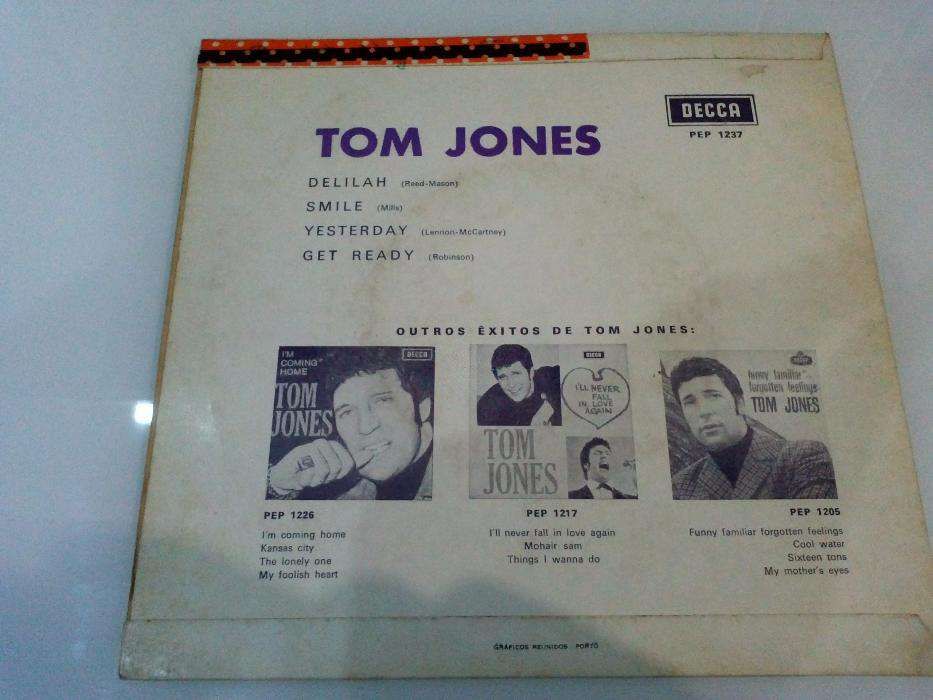 DECCA
PEP 1237
TOM JONES
DELILAH (Reed-Mason)
SMILE (Mills)
YESTERDAY (Lennon-McCartney)
GET READY (Robinson)
OUTROS ÊXITOS DE TOM JONES:
I'M
COMING
HOME
DECCA
TOM
JONES
PEP 1226
I'm coming home
Kansas city
The lonely one
My foolish heart
DECCA
I'LL NEVER
FALL
IN LOVE
AGAIN
TOM
JONES
PEP 1217
I'll never fall in love again
Mohair sam
Things I wanna do
DECCA
funny familiar
forgotten feelings
TOM JONES
PEP 1205
Funny familiar forgotten feelings
Cool water
Sixteen tons
My mother's eyes
GRÁFICOS REUNIDOS PORTO